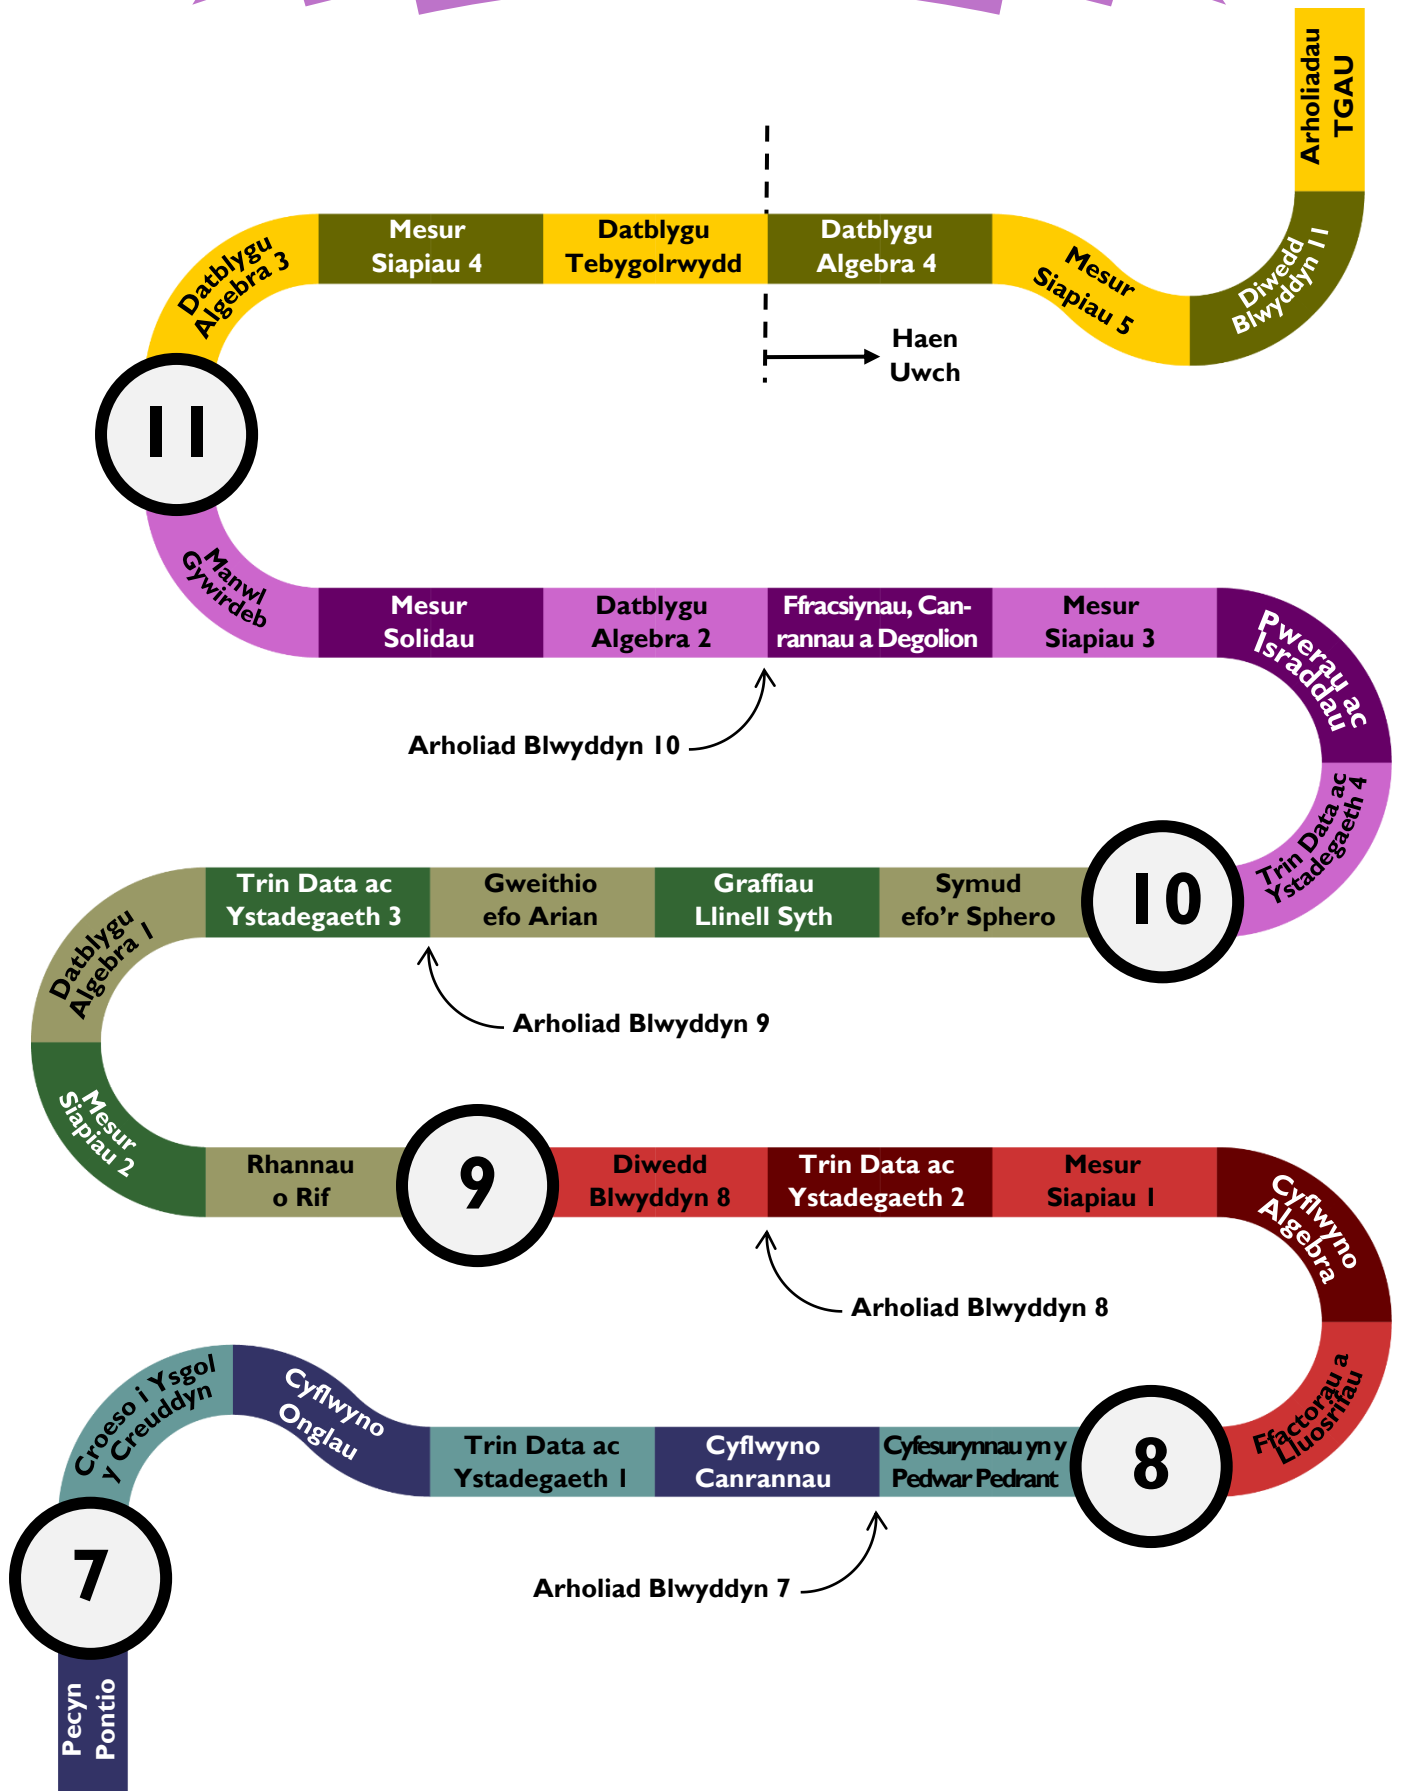 Arholiadau
TGAU
Datblygu
Algebra 3
Mesur
Siapiau 4
Datblygu
Tebygolrwydd
Datblygu
Algebra 4
Mesur
Siapiau 5
Diwedd
Blwyddyn 11
Haen
Uwch
11
Manwl
Gywirdeb
Mesur
Solidau
Datblygu
Algebra 2
Ffracsiynau, Can-
rannau a Degolion
Mesur
Siapiau 3
Pwerau ac
Israddau
Arholiad Blwyddyn 10
Trin Data ac
Ystadegaeth 4
10
Datblygu
Algebra 1
Trin Data ac
Ystadegaeth 3
Gweithio
efo Arian
Graffiau
Llinell Syth
Symud
efo’r Sphero
Arholiad Blwyddyn 9
Mesur
Siapiau 2
Rhannau
o Rif
9
Diwedd
Blwyddyn 8
Trin Data ac
Ystadegaeth 2
Mesur
Siapiau 1
Cyflwyno
Algebra
Arholiad Blwyddyn 8
Ffactorau a
Lluosrifau
8
Croeso i Ysgol
y Creuddyn
Cyflwyno
Onglau
Trin Data ac
Ystadegaeth 1
Cyflwyno
Canrannau
Cyfesurynnau yn y
Pedwar Pedrant
Arholiad Blwyddyn 7
7
Pecyn
Pontio